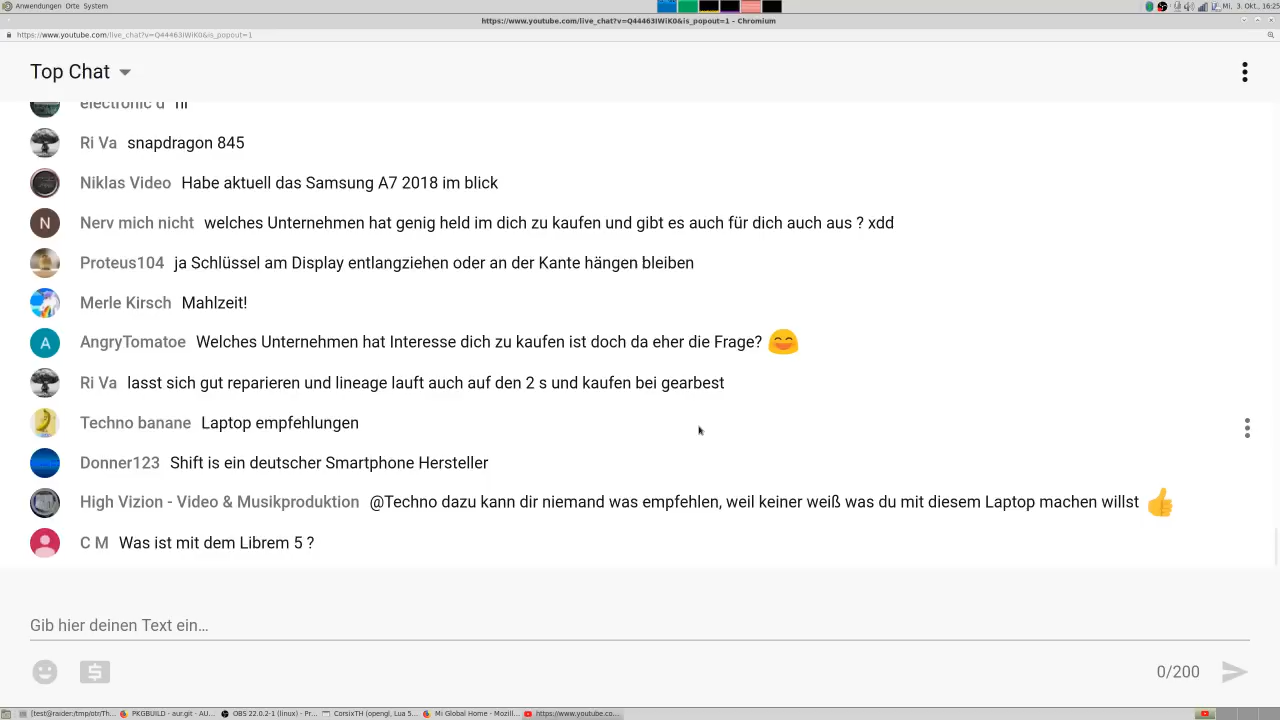 Anwendungen Orte System
Mi, 3. Okt., 16:25
https://www.youtube.com/live_chat?v=Q44463IWiK0&is_popout=1 - Chromium
https://www.youtube.com/live_chat?v=Q44463IWiK0&is_popout=1
Top Chat
electronic d hi
Ri Va snapdragon 845
Niklas Video Habe aktuell das Samsung A7 2018 im blick
N Nerv mich nicht welches Unternehmen hat genig held im dich zu kaufen und gibt es auch für dich auch aus ? xdd
Proteus104 ja Schlüssel am Display entlangziehen oder an der Kante hängen bleiben
Merle Kirsch Mahlzeit!
A AngryTomatoe Welches Unternehmen hat Interesse dich zu kaufen ist doch da eher die Frage? 🤗
Ri Va lasst sich gut reparieren und lineage lauft auch auf den 2 s und kaufen bei gearbest
Techno banane Laptop empfehlungen
Donner123 Shift is ein deutscher Smartphone Hersteller
High Vizion - Video & Musikproduktion @Techno dazu kann dir niemand was empfehlen, weil keiner weiß was du mit diesem Laptop machen willst 👍
C M Was ist mit dem Librem 5 ?
Gib hier deinen Text ein...
0/200
[test@raider:/tmp/otr/Th... PKGBUILD - aur.git - AU... OBS 22.0.2-1 (linux) - Pr... CorsixTH (opengl, Lua 5... Mi Global Home - Mozill... https://www.youtube.co...